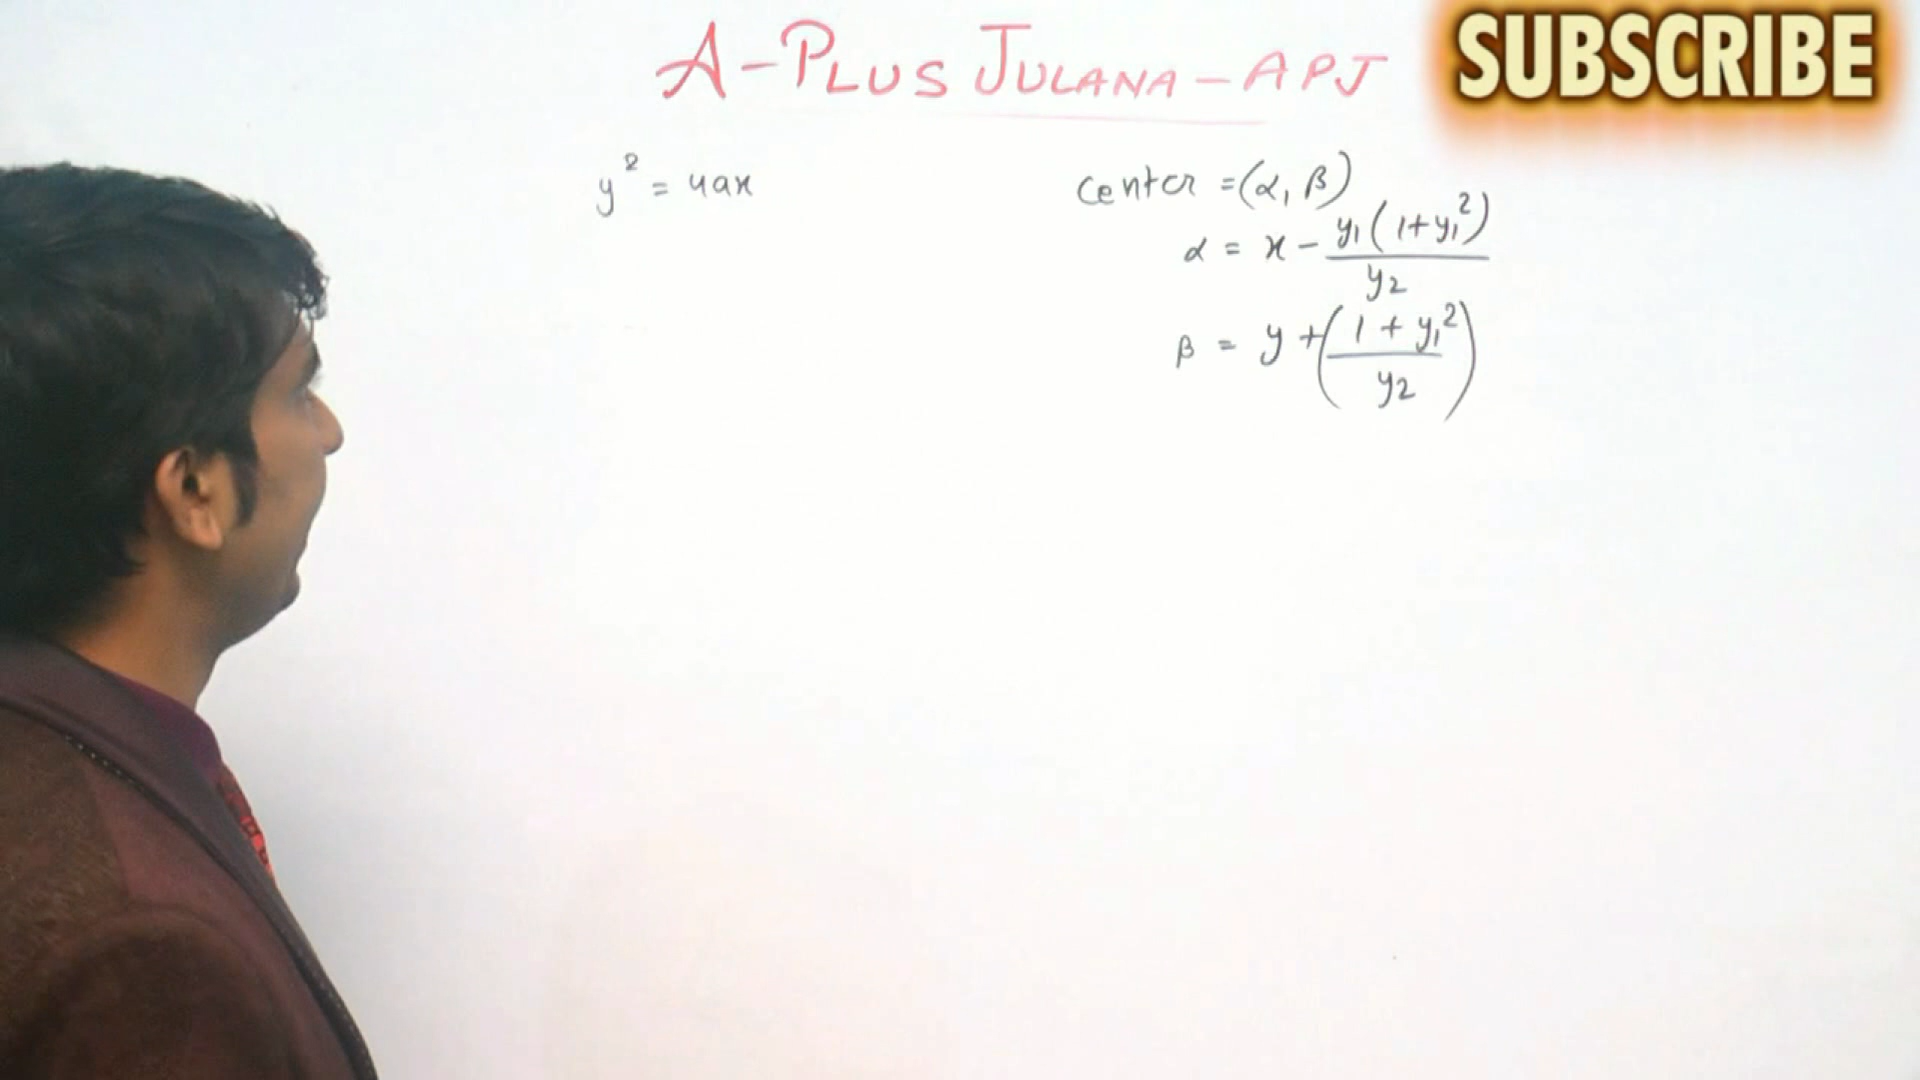 A-PLUS JULANA-APJ
SUBSCRIBE
y² = 4ax
center = (α, β)
α = x - y₁(1+y₁²)/y₂
β = y + (1 + y₁²/y₂)